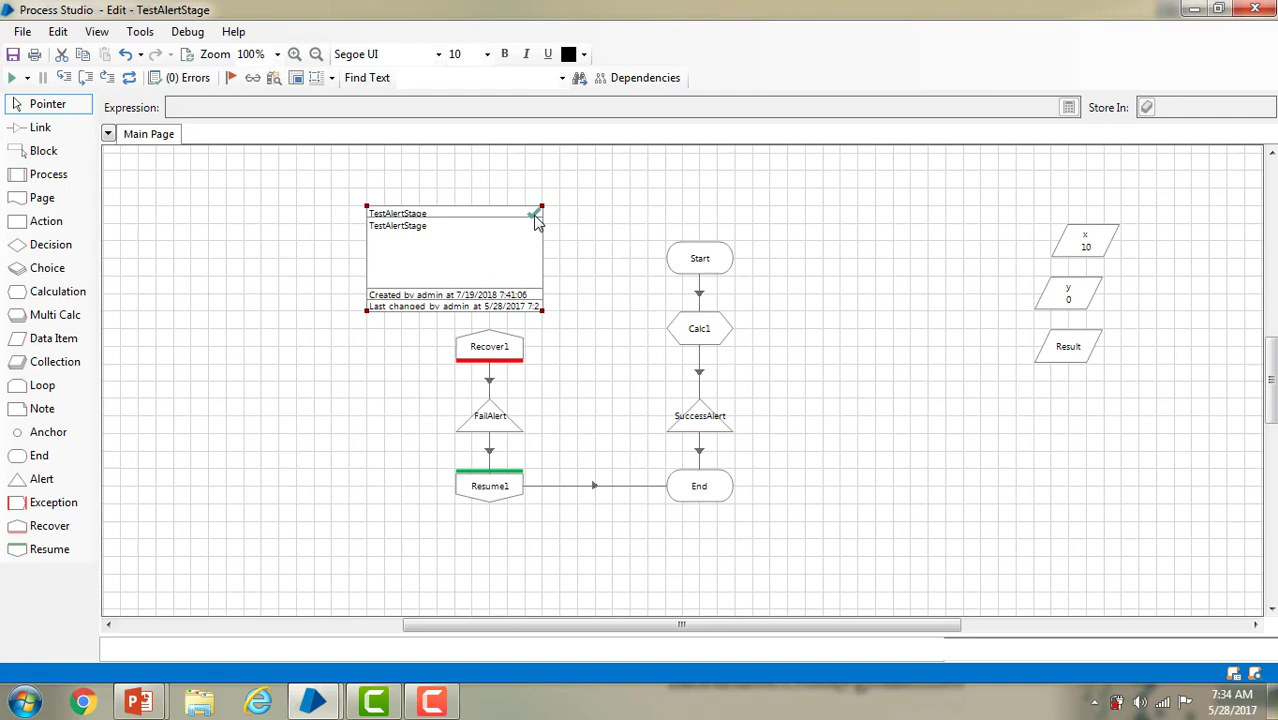 Process Studio - Edit - TestAlertStage
File Edit View Tools Debug Help
Zoom 100% Segoe UI 10 B I U
(0) Errors Find Text Dependencies
Pointer
Expression: Store In:
Link
Main Page
Block
Process
Page
Action
Decision
Choice
Calculation
Multi Calc
Data Item
Collection
Loop
Note
Anchor
End
Alert
Exception
Recover
Resume
TestAlertStage
TestAlertStage
Created by admin at 7/19/2018 7:41:06
Last changed by admin at 5/28/2017 7:2
Recover1
FailAlert
Resume1
Start
Calc1
SuccessAlert
End
x
10
y
0
Result
7:34 AM
5/28/2017